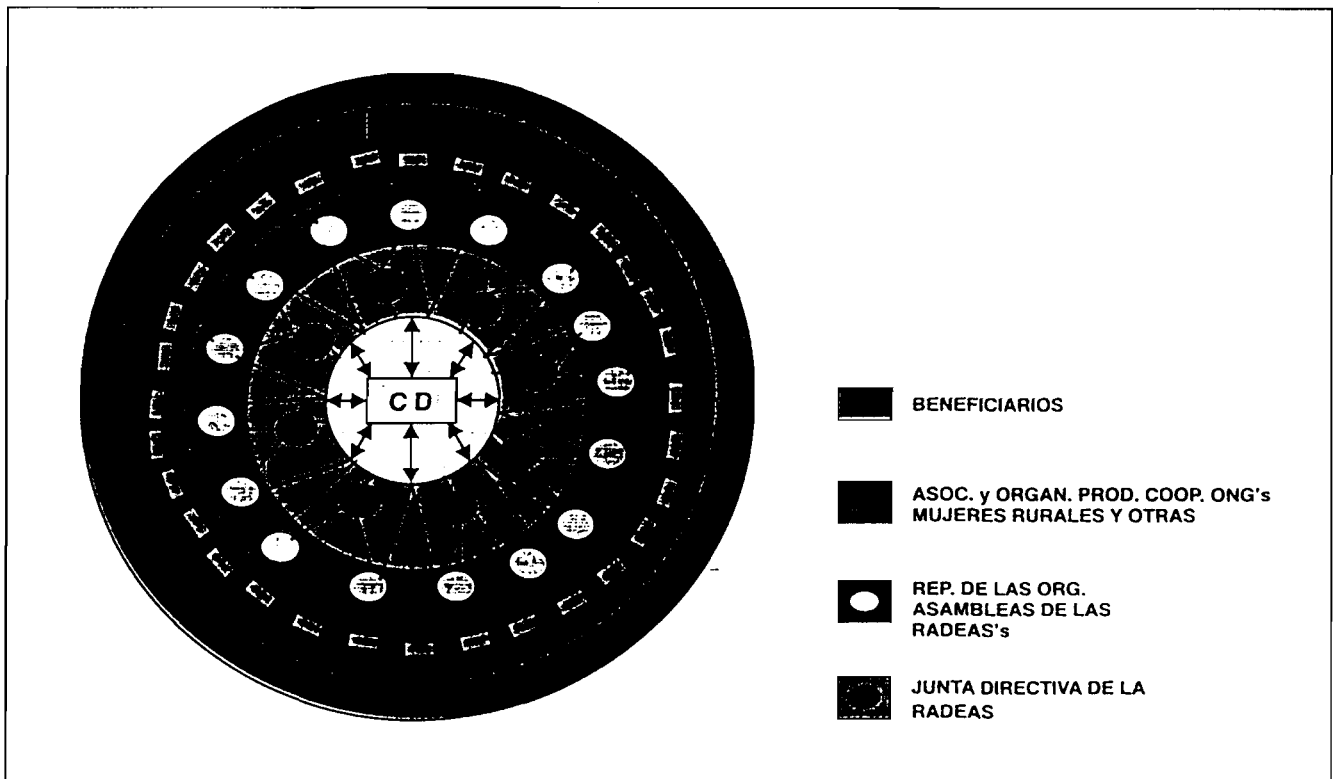 CD
BENEFICIARIOS
ASOC. y ORGAN. PROD. COOP. ONG's
MUJERES RURALES Y OTRAS
REP. DE LAS ORG.
ASAMBLEAS DE LAS
RADEAS's
JUNTA DIRECTIVA DE LA
RADEAS